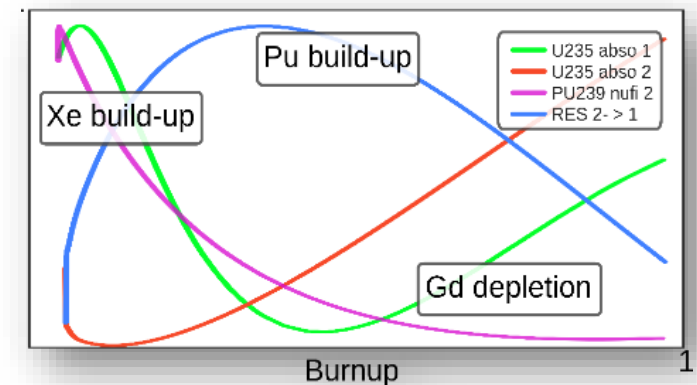 Pu build-up
U235 abso 1
U235 abso 2
PU239 nufi 2
RES 2- > 1
Xe build-up
Gd depletion
Burnup
1